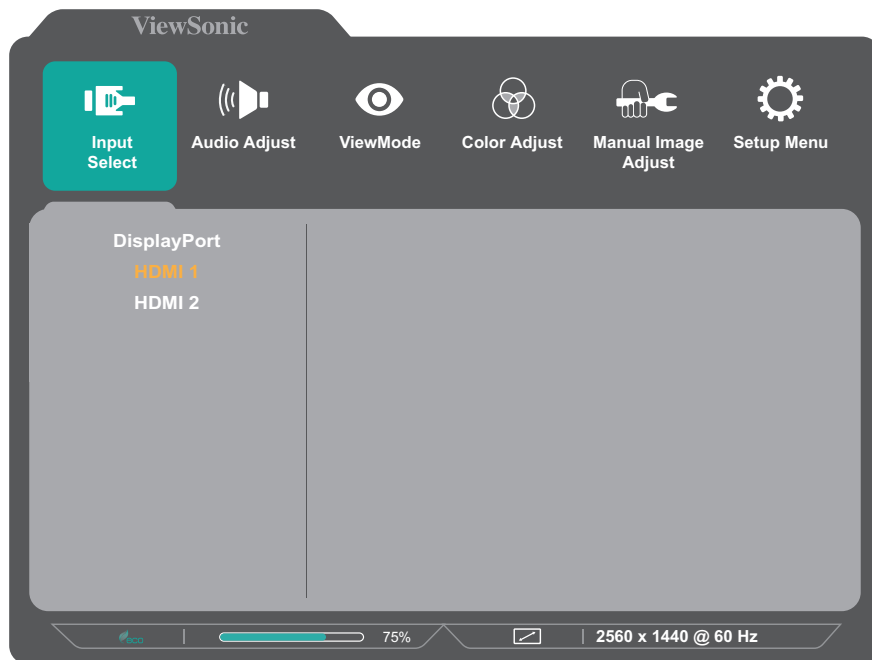 ViewSonic
Input
Select
Audio Adjust
ViewMode
Color Adjust
Manual Image
Adjust
Setup Menu
DisplayPort
HDMI 1
HDMI 2
eco
75%
2560 x 1440 @ 60 Hz